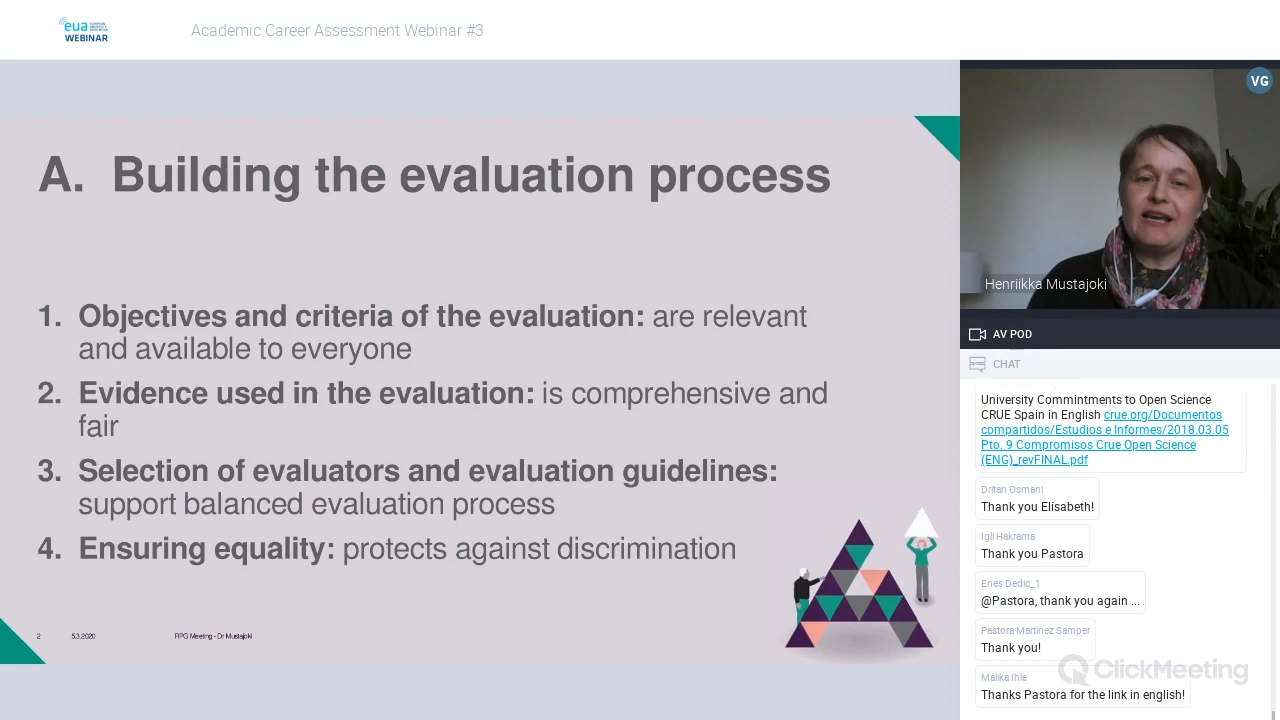 eua
WEBINAR
Academic Career Assessment Webinar #3
A. Building the evaluation process
1. Objectives and criteria of the evaluation: are relevant
and available to everyone
2. Evidence used in the evaluation: is comprehensive and
fair
3. Selection of evaluators and evaluation guidelines:
support balanced evaluation process
4. Ensuring equality: protects against discrimination
2 5.3.2020 RPG Meeting - Dr Mustajoki
VG
Henriikka Mustajoki
AV POD
CHAT
University Commintments to Open Science
CRUE Spain in English crue.org/Documentos
compartidos/Estudios e Informes/2018.03.05
Pto. 9 Compromisos Crue Open Science
(ENG)_revFINAL.pdf
Dritan Osmani
Thank you Elisabeth!
Igli Hakrama
Thank you Pastora
Enes Dedic_1
@Pastora, thank you again ...
Pastora Martínez Samper
Thank you!
Malika Ihle
Thanks Pastora for the link in english!
ClickMeeting